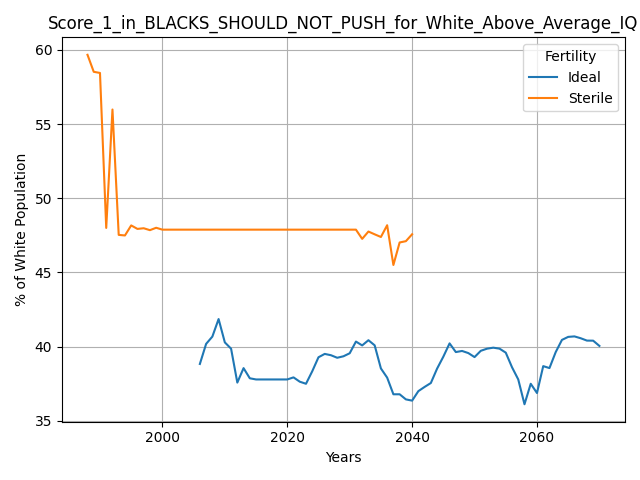 Score_1_in_BLACKS_SHOULD_NOT_PUSH_for_White_Above_Average_IQ
60
55
50
45
40
35
% of White Population
Fertility
Ideal
Sterile
2000
2020
2040
2060
Years